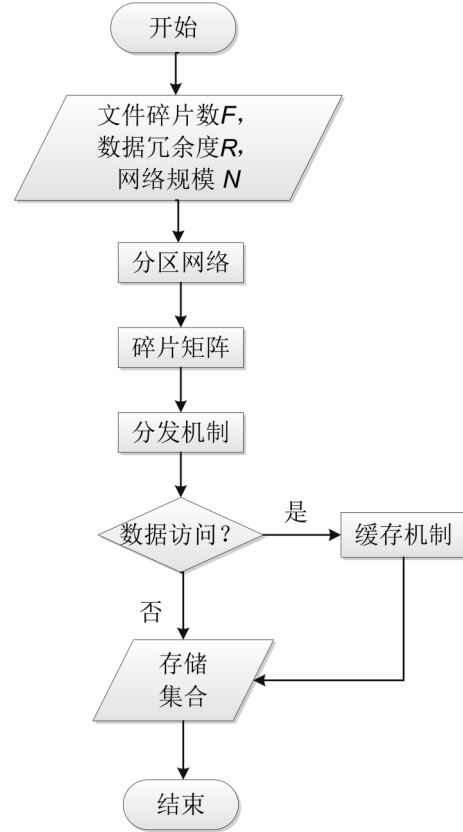 开始
文件碎片数F，
数据冗余度R，
网络规模 N
分区网络
碎片矩阵
分发机制
数据访问？
是
缓存机制
否
存储
集合
结束